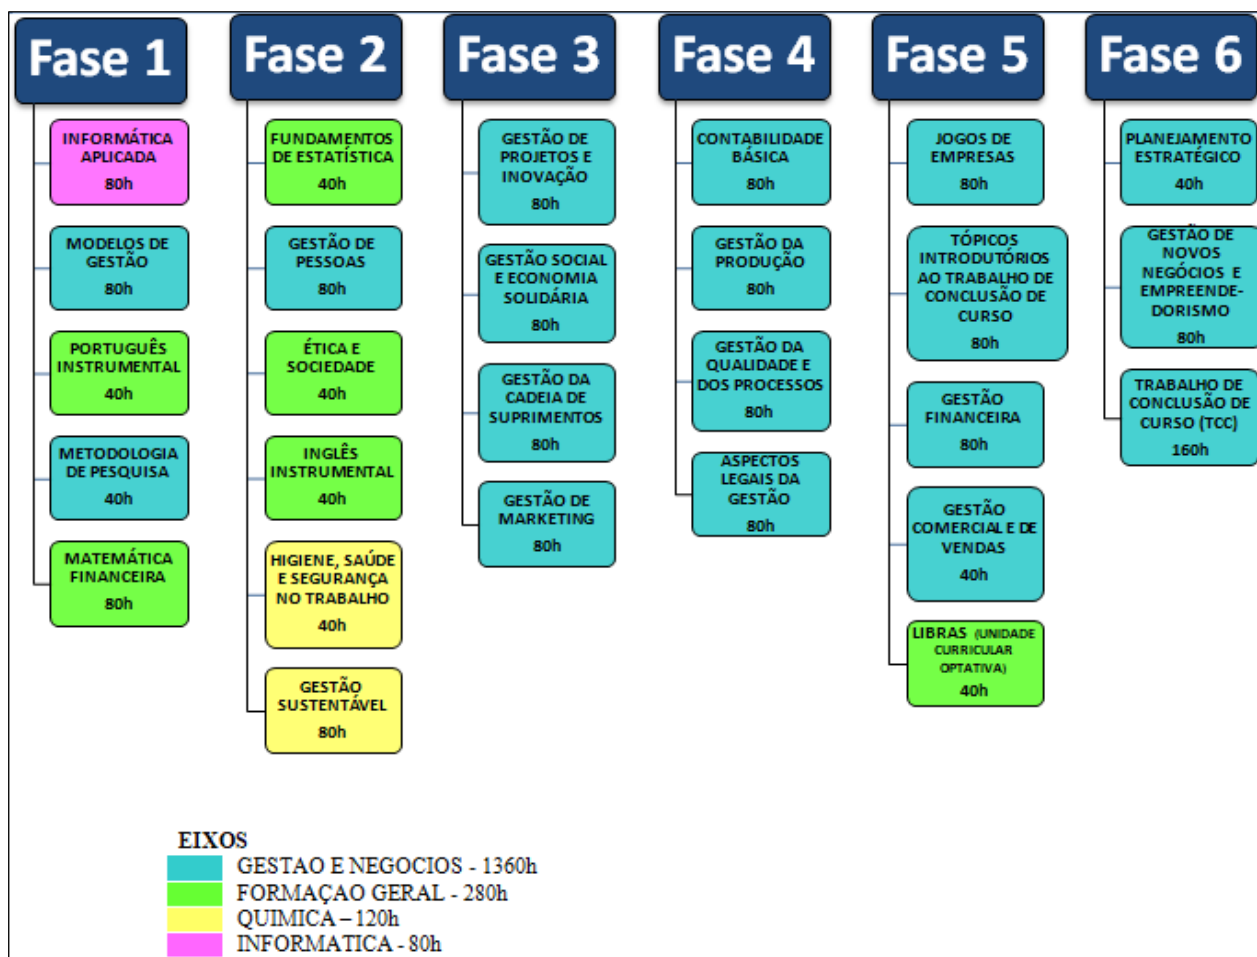 Fase 1
INFORMÁTICA
APLICADA
80h
MODELOS DE
GESTÃO
80h
PORTUGUÊS
INSTRUMENTAL
40h
METODOLOGIA
DE PESQUISA
40h
MATEMÁTICA
FINANCEIRA
80h
Fase 2
FUNDAMENTOS
DE ESTATÍSTICA
40h
GESTÃO DE
PESSOAS
80h
ÉTICA E
SOCIEDADE
40h
INGLÊS
INSTRUMENTAL
40h
HIGIENE, SAÚDE
E SEGURANÇA
NO TRABALHO
40h
GESTÃO
SUSTENTÁVEL
80h
Fase 3
GESTÃO DE
PROJETOS E
INOVAÇÃO
80h
GESTÃO SOCIAL
E ECONOMIA
SOLIDÁRIA
80h
GESTÃO DA
CADEIA DE
SUPRIMENTOS
80h
GESTÃO DE
MARKETING
80h
Fase 4
CONTABILIDADE
BÁSICA
80h
GESTÃO DA
PRODUÇÃO
80h
GESTÃO DA
QUALIDADE E
DOS PROCESSOS
80h
ASPECTOS
LEGAIS DA
GESTÃO
80h
Fase 5
JOGOS DE
EMPRESAS
80h
TÓPICOS
INTRODUTÓRIOS
AO TRABALHO DE
CONCLUSÃO DE
CURSO
80h
GESTÃO
FINANCEIRA
80h
GESTÃO
COMERCIAL E DE
VENDAS
40h
LIBRAS (UNIDADE
CURRICULAR
OPTATIVA)
40h
Fase 6
PLANEJAMENTO
ESTRATÉGICO
40h
GESTÃO DE
NOVOS
NEGÓCIOS E
EMPREENDE-
DORISMO
80h
TRABALHO DE
CONCLUSÃO DE
CURSO (TCC)
160h
EIXOS
GESTAO E NEGOCIOS - 1360h
FORMAÇAO GERAL - 280h
QUIMICA – 120h
INFORMATICA - 80h